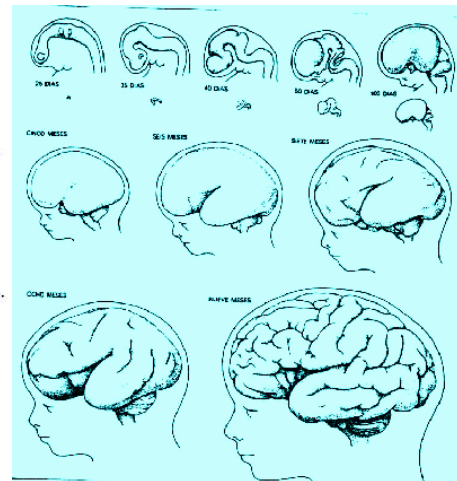 25 DIAS
35 DIAS
40 DIAS
50 DIAS
100 DIAS
CINCO MESES
SEIS MESES
SIETE MESES
OCHO MESES
NUEVE MESES